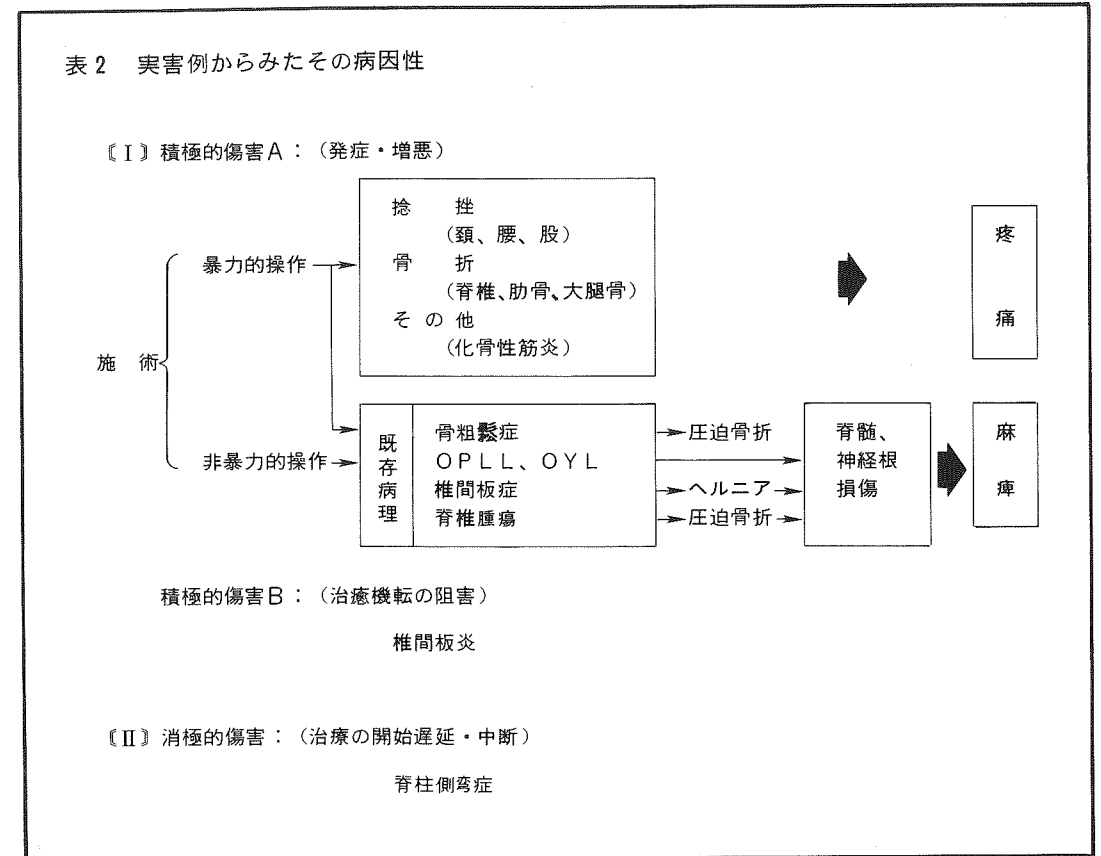 表2 実害例からみたその病因性
〘Ⅰ〙積極的傷害A：（発症・増悪）
施 術
暴力的操作
非暴力的操作
捻 挫
（頚、腰、股）
骨 折
（脊椎、肋骨、大腿骨）
そ の 他
（化骨性筋炎）
疼
痛
既存病理
骨粗鬆症
OPLL、OYL
椎間板症
脊椎腫瘍
圧迫骨折
ヘルニア
圧迫骨折
脊髄、
神経根
損傷
麻
痺
積極的傷害B：（治癒機転の阻害）
椎間板炎
〘Ⅱ〙消極的傷害：（治療の開始遅延・中断）
脊柱側弯症